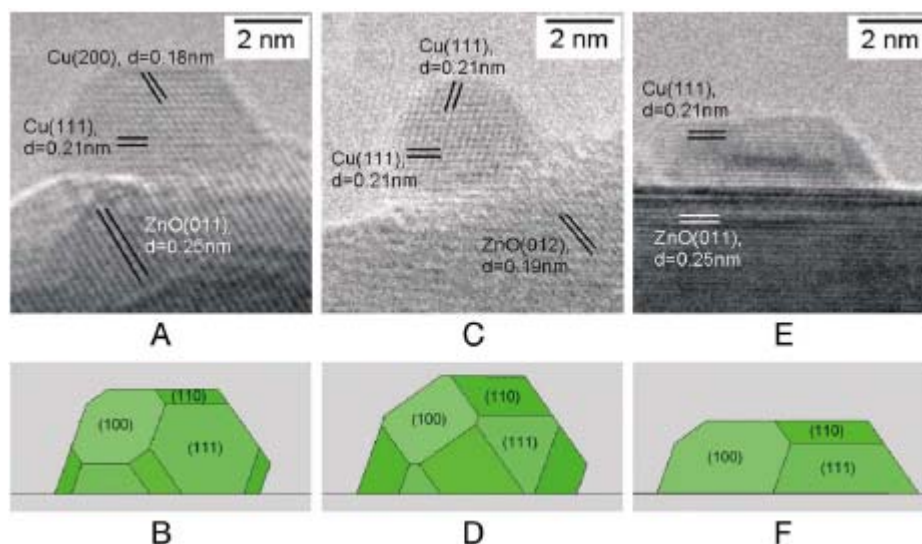 2 nm
Cu(200), d=0.18nm
Cu(111),
d=0.21nm
ZnO(011),
d=0.25nm
A
2 nm
Cu(111),
d=0.21nm
Cu(111),
d=0.21nm
ZnO(012),
d=0.19nm
C
2 nm
Cu(111),
d=0.21nm
ZnO(011),
d=0.25nm
E
(110)
(100)
(111)
B
(110)
(100)
(111)
D
(110)
(100)
(111)
F